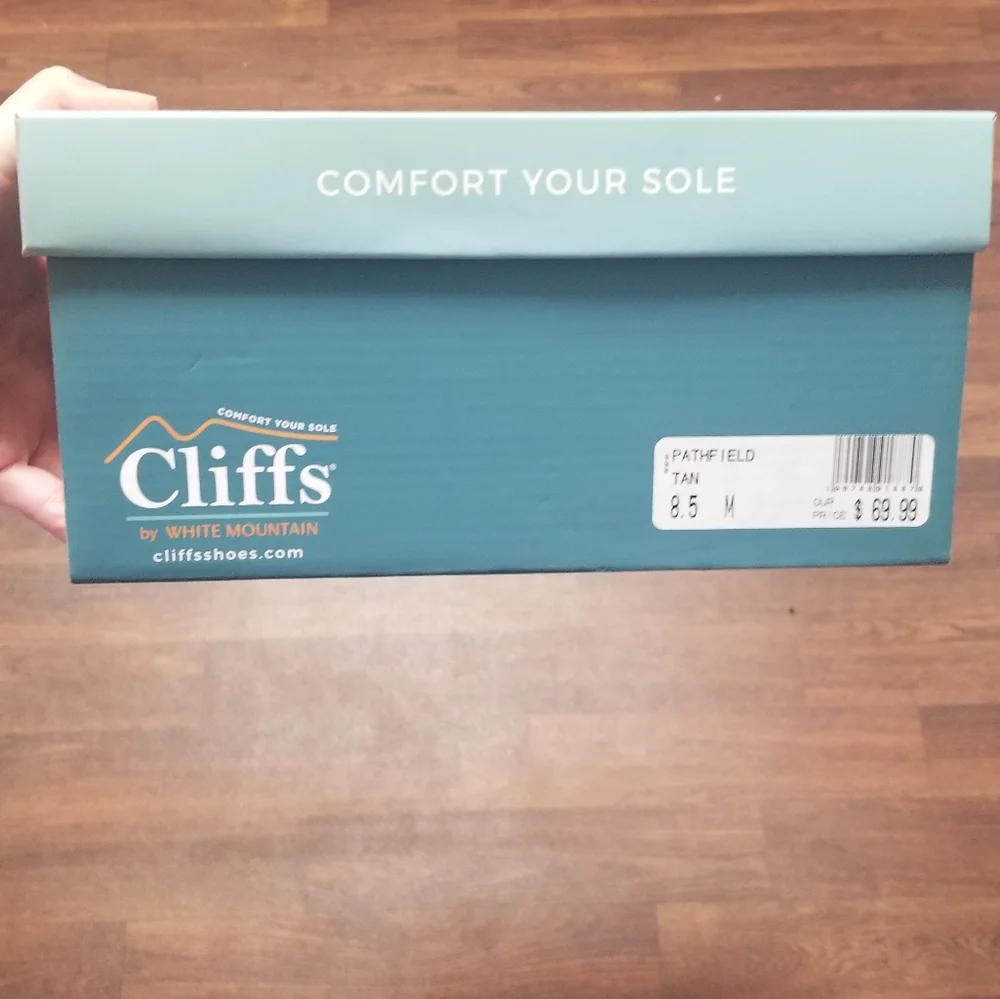 COMFORT YOUR SOLE
COMFORT YOUR SOLE
Cliffs®
by WHITE MOUNTAIN
cliffsshoes.com
PATHFIELD
TAN
8.5 M
OUR
PRICE $ 69.99